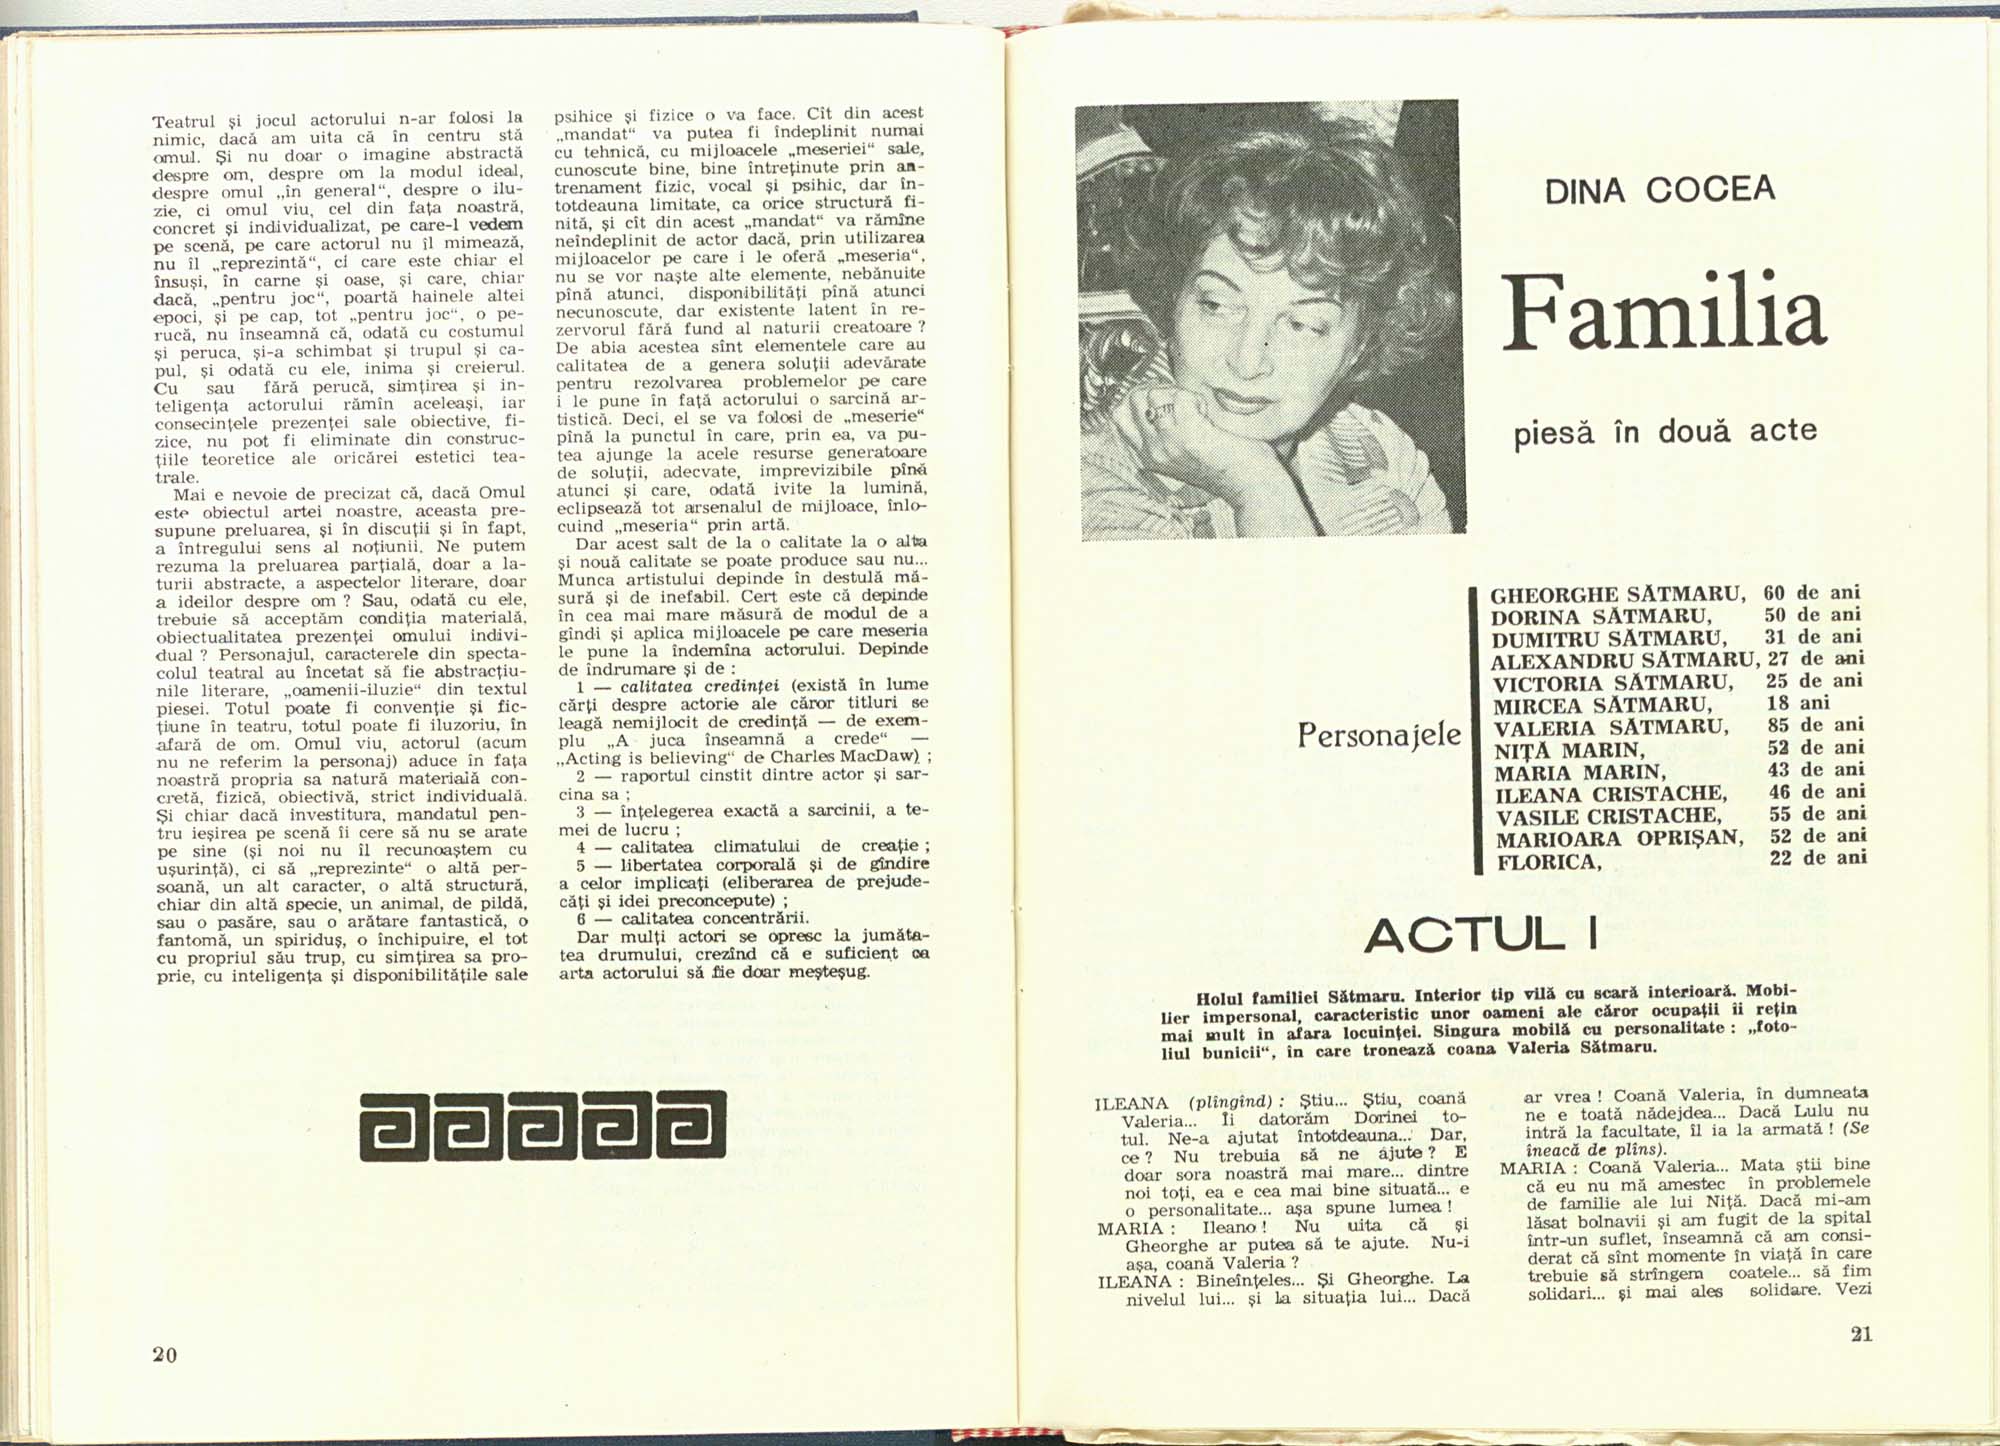 Teatrul și jocul actorului n-ar folosi la
nimic, dacă am uita că în centru stă
omul. Și nu doar o imagine abstractă
despre om, despre om la modul ideal,
despre omul „în general“, despre o ilu-
zie, ci omul viu, cel din fața noastră,
concret și individualizat, pe care-l vedem
pe scenă, pe care actorul nu îl mimează,
nu îl „reprezintă“, ci care este chiar el
însuși, în carne și oase, și care, chiar
dacă, „pentru joc“, poartă hainele altei
epoci, și pe cap, tot „pentru joc“, o pe-
rucă, nu înseamnă că, odată cu costumul
și peruca, și-a schimbat și trupul și ca-
pul, și odată cu ele, inima și creierul.
Cu sau fără perucă, simțirea și in-
teligența actorului rămîn aceleași, iar
consecințele prezenței sale obiective, fi-
zice, nu pot fi eliminate din construc-
țiile teoretice ale oricărei estetici tea-
trale.
Mai e nevoie de precizat că, dacă Omul
este obiectul artei noastre, aceasta pre-
supune preluarea, și în discuții și în fapt,
a întregului sens al noțiunii. Ne putem
rezuma la preluarea parțială, doar a la-
turii abstracte, a aspectelor literare, doar
a ideilor despre om ? Sau, odată cu ele,
trebuie să acceptăm condiția materială,
obiectualitatea prezenței omului indivi-
dual ? Personajul, caracterele din specta-
colul teatral au încetat să fie abstracțiu-
nile literare, „oamenii-iluzie“ din textul
piesei. Totul poate fi convenție și fic-
țiune în teatru, totul poate fi iluzoriu, în
afară de om. Omul viu, actorul (acum
nu ne referim la personaj) aduce în fața
noastră propria sa natură materială con-
cretă, fizică, obiectivă, strict individuală.
Și chiar dacă investitura, mandatul pen-
tru ieșirea pe scenă îi cere să nu se arate
pe sine (și noi nu îl recunoaștem cu
ușurință), ci să „reprezinte“ o altă per-
soană, un alt caracter, o altă structură,
chiar din altă specie, un animal, de pildă,
sau o pasăre, sau o arătare fantastică, o
fantomă, un spiriduș, o închipuire, el tot
cu propriul său trup, cu simțirea sa pro-
prie, cu inteligența și disponibilitățile sale
psihice și fizice o va face. Cît din acest
„mandat“ va putea fi îndeplinit numai
cu tehnică, cu mijloacele „meseriei“ sale,
cunoscute bine, bine întreținute prin an-
trenament fizic, vocal și psihic, dar în-
totdeauna limitate, ca orice structură fi-
nită, și cît din acest „mandat“ va rămîne
neîndeplinit de actor dacă, prin utilizarea
mijloacelor pe care i le oferă „meseria“,
nu se vor naște alte elemente, nebănuite
pînă atunci, disponibilități pînă atunci
necunoscute, dar existente latent în re-
zervorul fără fund al naturii creatoare ?
De abia acestea sînt elementele care au
calitatea de a genera soluții adevărate
pentru rezolvarea problemelor pe care
i le pune în față actorului o sarcină ar-
tistică. Deci, el se va folosi de „meserie“
pînă la punctul în care, prin ea, va pu-
tea ajunge la acele resurse generatoare
de soluții, adecvate, imprevizibile pînă
atunci și care, odată ivite la lumină,
eclipsează tot arsenalul de mijloace, înlo-
cuind „meseria“ prin artă.
Dar acest salt de la o calitate la o alta
și nouă calitate se poate produce sau nu...
Munca artistului depinde în destulă mă-
sură și de inefabil. Cert este că depinde
în cea mai mare măsură de modul de a
gîndi și aplica mijloacele pe care meseria
le pune la îndemîna actorului. Depinde
de îndrumare și de :
1 — calitatea credinței (există în lume
cărți despre actorie ale căror titluri se
leagă nemijlocit de credință — de exem-
plu „A juca înseamnă a crede“ —
„Acting is believing“ de Charles MacDaw) ;
2 — raportul cinstit dintre actor și sar-
cina sa ;
3 — înțelegerea exactă a sarcinii, a te-
mei de lucru ;
4 — calitatea climatului de creație ;
5 — libertatea corporală și de gîndire
a celor implicați (eliberarea de prejude-
căți și idei preconcepute) ;
6 — calitatea concentrării.
Dar mulți actori se opresc la jumăta-
tea drumului, crezînd că e suficient ca
arta actorului să fie doar meșteșug.
20
DINA COCEA
Familia
piesă în două acte
Personajele
GHEORGHE SĂTMARU, 60 de ani
DORINA SĂTMARU, 50 de ani
DUMITRU SĂTMARU, 31 de ani
ALEXANDRU SĂTMARU, 27 de ani
VICTORIA SĂTMARU, 25 de ani
MIRCEA SĂTMARU, 18 ani
VALERIA SĂTMARU, 85 de ani
NIȚĂ MARIN, 52 de ani
MARIA MARIN, 43 de ani
ILEANA CRISTACHE, 46 de ani
VASILE CRISTACHE, 55 de ani
MARIOARA OPRIȘAN, 52 de ani
FLORICA, 22 de ani
ACTUL I
Holul familiei Sătmaru. Interior tip vilă cu scară interioară. Mobi-
lier impersonal, caracteristic unor oameni ale căror ocupații îi rețin
mai mult în afara locuinței. Singura mobilă cu personalitate : „foto-
liul bunicii“, în care tronează coana Valeria Sătmaru.
ILEANA (plîngînd) : Știu... Știu, coană
Valeria... Îi datorăm Dorinei to-
tul. Ne-a ajutat întotdeauna... Dar,
ce ? Nu trebuia să ne ajute ? E
doar sora noastră mai mare... dintre
noi toți, ea e cea mai bine situată... e
o personalitate... așa spune lumea !
MARIA : Ileano ! Nu uita că și
Gheorghe ar putea să te ajute. Nu-i
așa, coană Valeria ?
ILEANA : Bineînțeles... Și Gheorghe. La
nivelul lui... și la situația lui... Dacă
ar vrea ! Coană Valeria, în dumneata
ne e toată nădejdea... Dacă Lulu nu
intră la facultate, îl ia la armată ! (Se
îneacă de plîns).
MARIA : Coană Valeria... Mata știi bine
că eu nu mă amestec în problemele
de familie ale lui Niță. Dacă mi-am
lăsat bolnavii și am fugit de la spital
într-un suflet, înseamnă că am consi-
derat că sînt momente în viață în care
trebuie să strîngem coatele... să fim
solidari... și mai ales solidare. Vezi
21